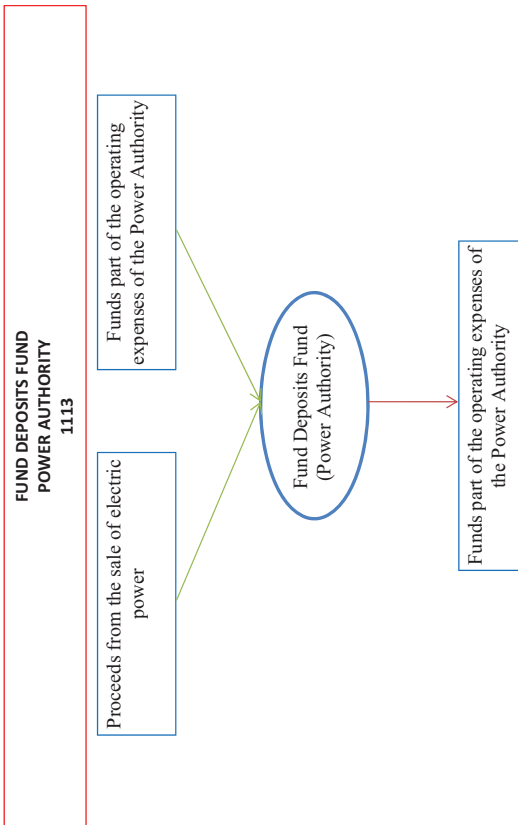 FUND DEPOSITS FUND
POWER AUTHORITY
1113
Proceeds from the sale of electric
power
Funds part of the operating
expenses of the Power Authority
Fund Deposits Fund
(Power Authority)
Funds part of the operating expenses of
the Power Authority